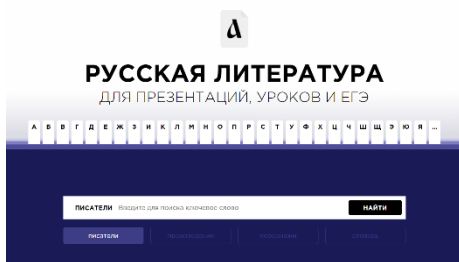 А
РУССКАЯ ЛИТЕРАТУРА
ДЛЯ ПРЕЗЕНТАЦИЙ, УРОКОВ И ЕГЭ
А Б В Г Д Е Ж З И К Л М Н О П Р С Т У Ф Х Ц Ч Ш Щ Э Ю Я ...
ПИСАТЕЛИ Введите для поиска ключевое слово НАЙТИ
ПИСАТЕЛИ